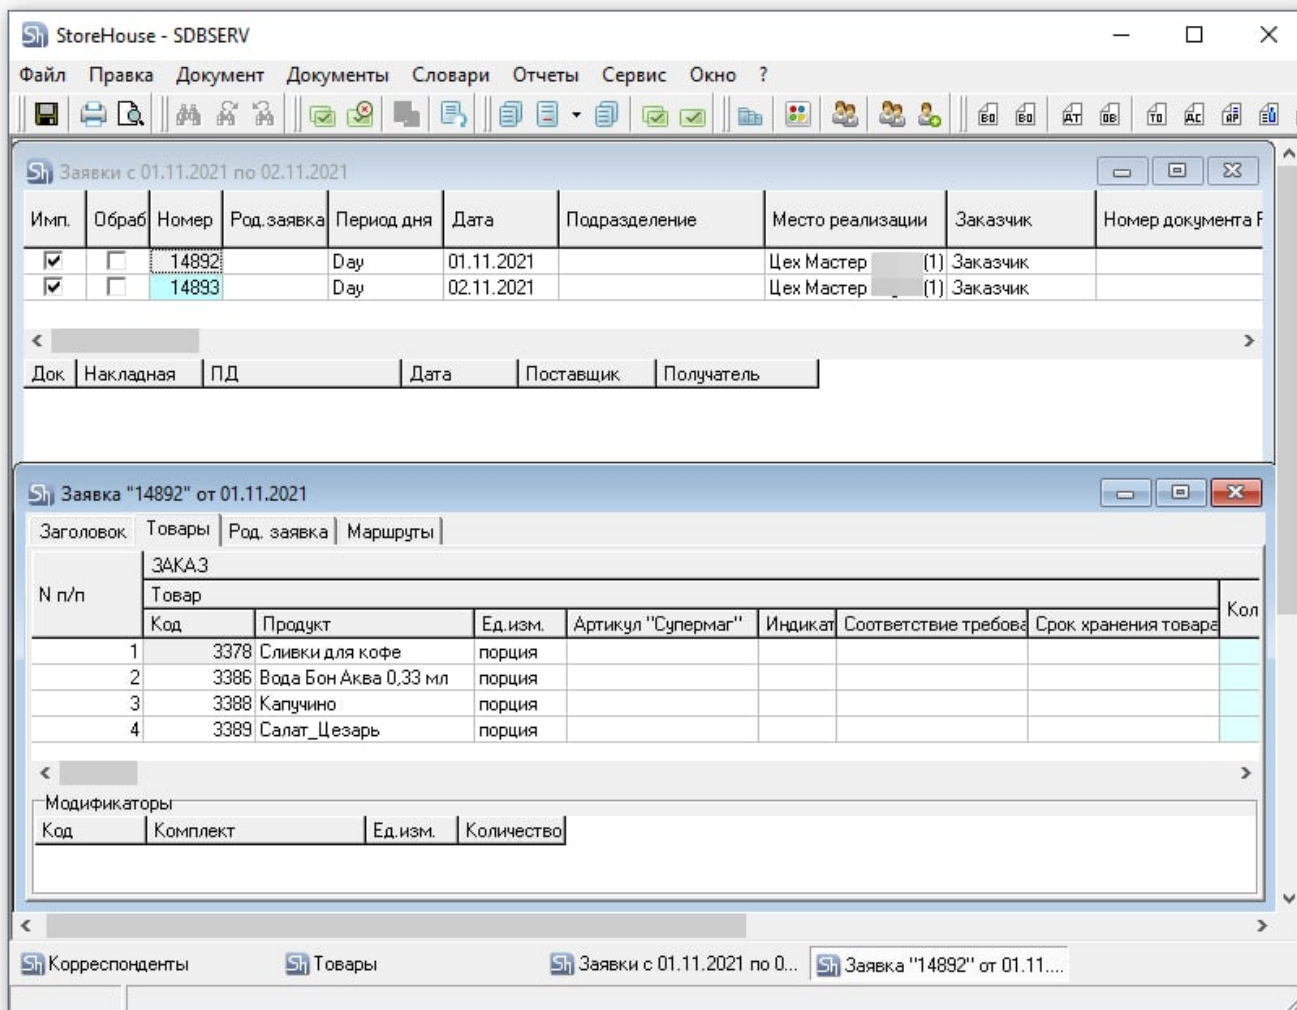 StoreHouse - SDBSERV
Файл Правка Документ Документы Словари Отчеты Сервис Окно ?
Заявки с 01.11.2021 по 02.11.2021
Имп. Обраб Номер Род.заявка Период дня Дата Подразделение Место реализации Заказчик Номер документа
14892 Day 01.11.2021 Цех Мастер (1) Заказчик
14893 Day 02.11.2021 Цех Мастер (1) Заказчик
Док Накладная ПД Дата Поставщик Получатель
Заявка "14892" от 01.11.2021
Заголовок Товары Род. заявка Маршруты
ЗАКАЗ
N п/п Товар
Кол
Код Продукт Ед.изм. Артикул "Супермаг" Индикат Соответствие требова Срок хранения товара
1 3378 Сливки для кофе порция
2 3386 Вода Бон Аква 0,33 мл порция
3 3388 Капучино порция
4 3389 Салат_Цезарь порция
Модификаторы
Код Комплект Ед.изм. Количество
Корреспонденты Товары Заявки с 01.11.2021 по 0... Заявка "14892" от 01.11....